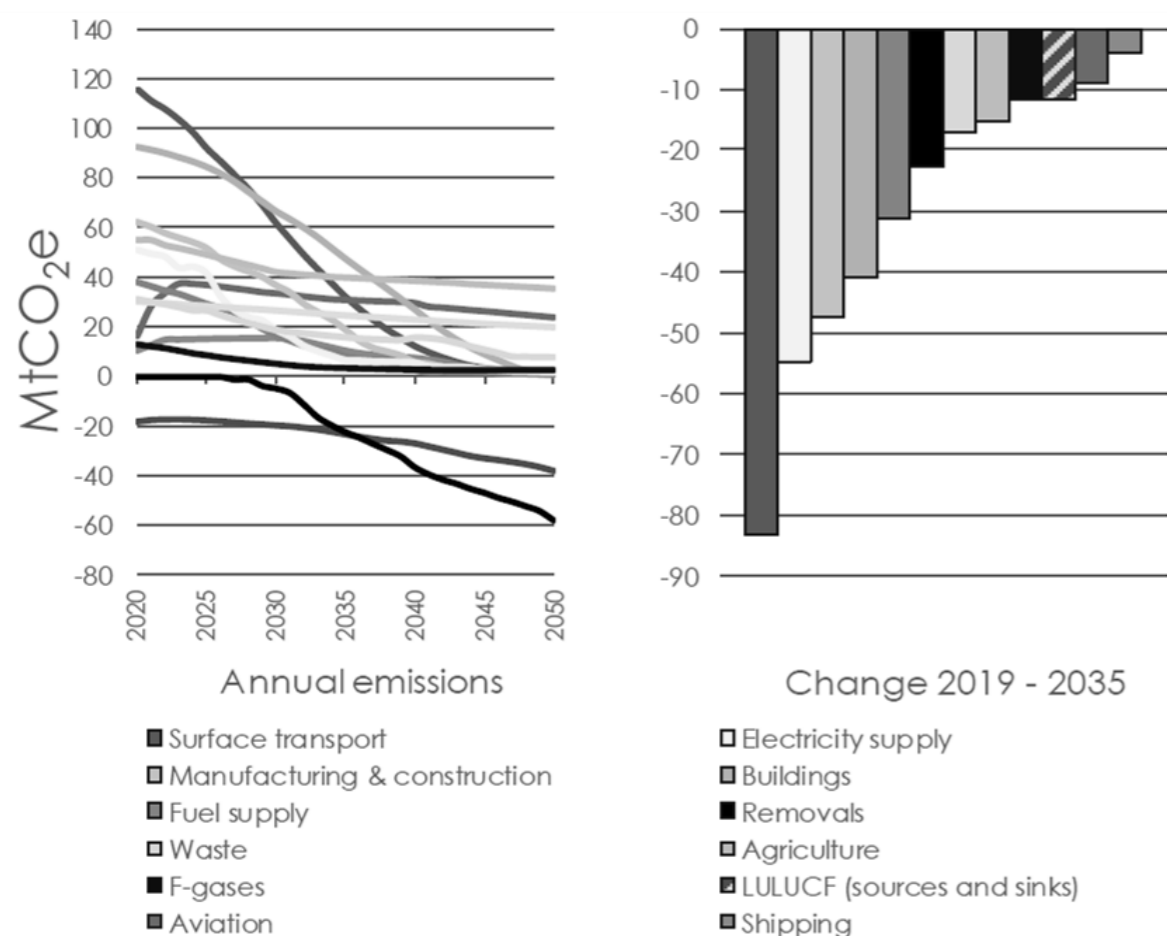 MtCO₂e
140
120
100
80
60
40
20
0
-20
-40
-60
-80
2020
2025
2030
2035
2040
2045
2050
Annual emissions
0
-10
-20
-30
-40
-50
-60
-70
-80
-90
Change 2019 - 2035
Surface transport
Electricity supply
Manufacturing & construction
Buildings
Fuel supply
Removals
Waste
Agriculture
F-gases
LULUCF (sources and sinks)
Aviation
Shipping